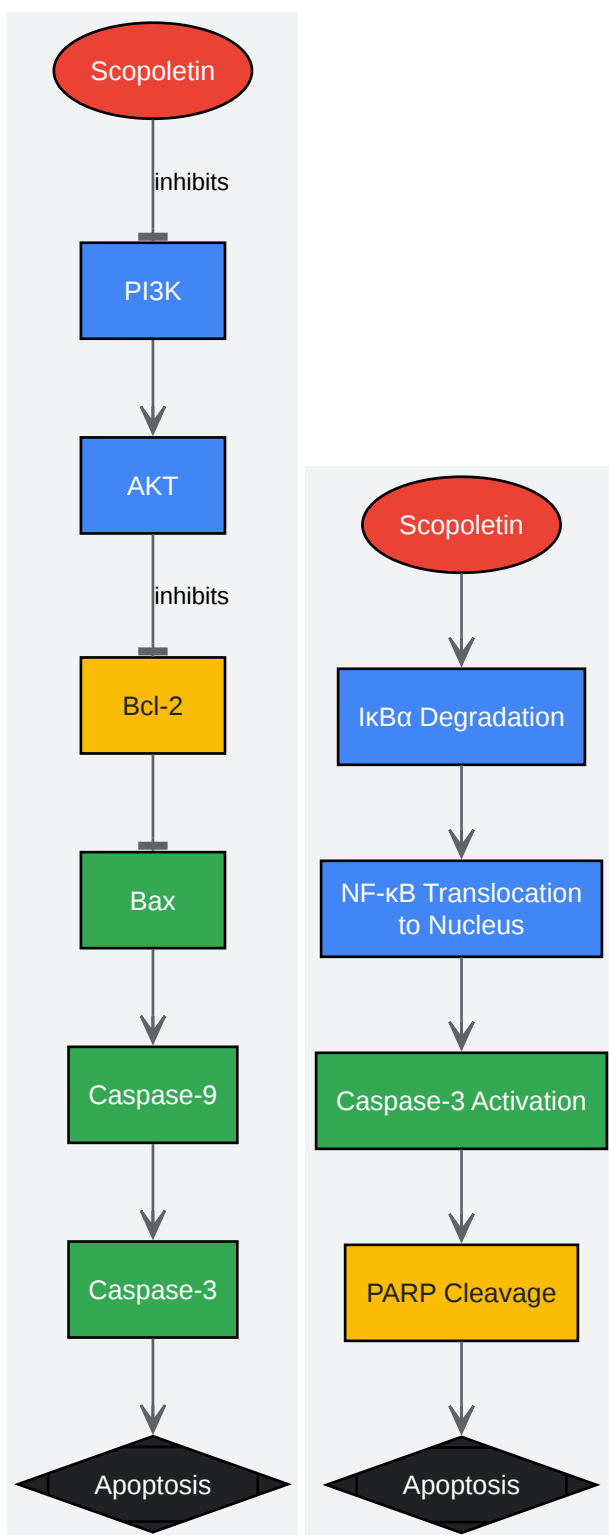 Scopoletin
inhibits
PI3K
AKT
inhibits
Bcl-2
Bax
Caspase-9
Caspase-3
Apoptosis
Scopoletin
IκBα Degradation
NF-κB Translocation
to Nucleus
Caspase-3 Activation
PARP Cleavage
Apoptosis